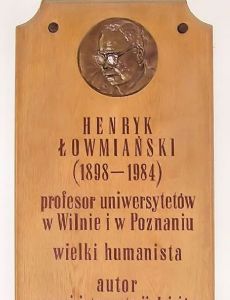 HENRYK
ŁOWMIAŃSKI
(1898–1984)
profesor uniwersytetów
w Wilnie i w Poznaniu
wielki humanista
autor